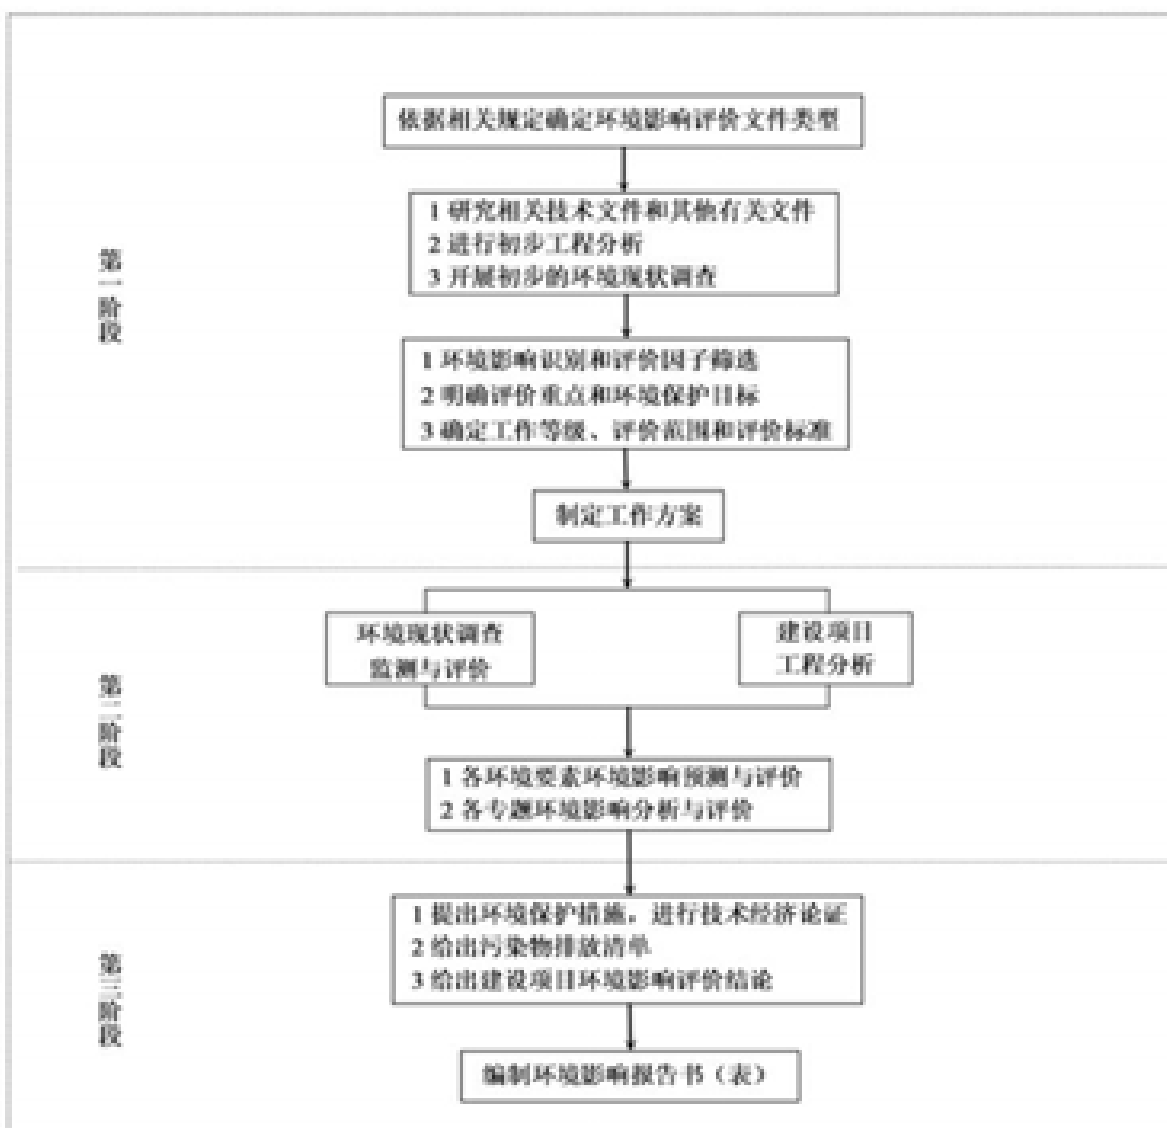 依据相关规定确定环境影响评价文件类型
1 研究相关技术文件和其他有关文件
2 进行初步工程分析
3 开展初步的环境现状调查
第一阶段
1 环境影响识别和评价因子筛选
2 明确评价重点和环境保护目标
3 确定工作等级、评价范围和评价标准
制定工作方案
环境现状调查
监测与评价
建设项目
工程分析
第二阶段
1 各环境要素环境影响预测与评价
2 各专题环境影响分析与评价
1 提出环境保护措施，进行技术经济论证
2 给出污染物排放清单
3 给出建设项目环境影响评价结论
第三阶段
编制环境影响报告书（表）